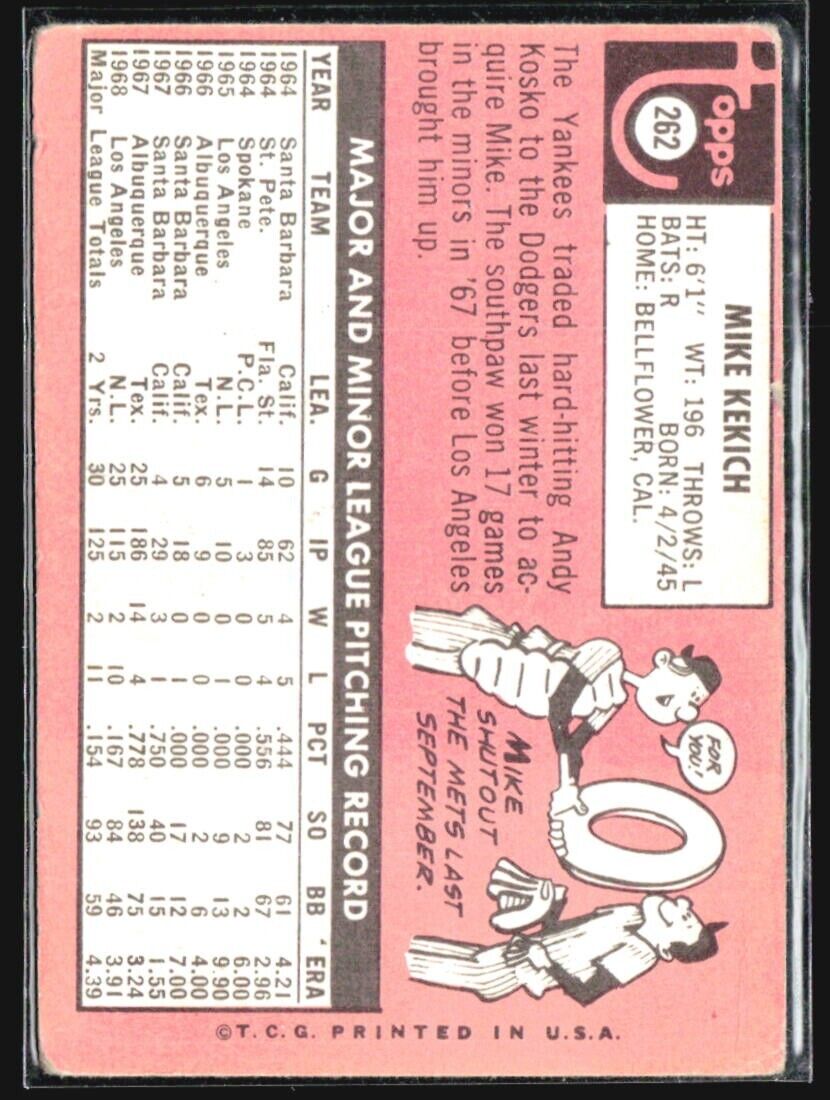 Topps
262
MIKE KEKICH
HT: 6'1" WT: 196 THROWS: L
BATS: R BORN: 4/2/45
HOME: BELLFLOWER, CAL.
The Yankees traded hard-hitting Andy
Kosko to the Dodgers last winter to ac-
quire Mike. The southpaw won 17 games
in the minors in '67 before Los Angeles
brought him up.
FOR
YOU!
MIKE
SHUTOUT
THE METS LAST
SEPTEMBER.
MAJOR AND MINOR LEAGUE PITCHING RECORD
YEAR TEAM LEA. G IP W L PCT SO BB ERA
1964 Santa Barbara Calif. 10 62 4 5 .444 77 61 4.21
1964 St. Pete. Fla. St. 14 85 5 4 .556 81 67 2.96
1964 Spokane P.C.L. 1 3 0 0 .000 2 2 6.00
1965 Los Angeles N.L. 5 10 0 1 .000 9 13 9.90
1966 Albuquerque Tex. 6 9 0 0 .000 2 6 4.00
1966 Santa Barbara Calif. 5 18 0 1 .000 17 12 7.00
1967 Santa Barbara Calif. 4 29 3 1 .750 40 15 1.55
1967 Albuquerque Tex. 25 186 14 4 .778 138 75 3.24
1968 Los Angeles N.L. 25 115 2 10 .167 84 46 3.91
Major League Totals 2 Yrs. 30 125 2 11 .154 93 59 4.39
©T.C.G. PRINTED IN U.S.A.